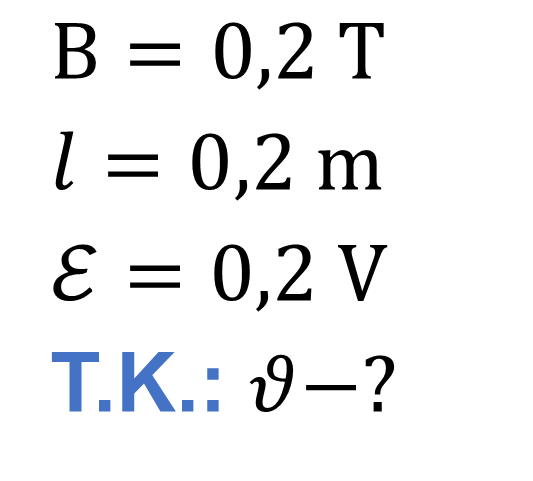 B = 0,2 T
l = 0,2 m
ℰ = 0,2 V
T.K.: 𝜗−?